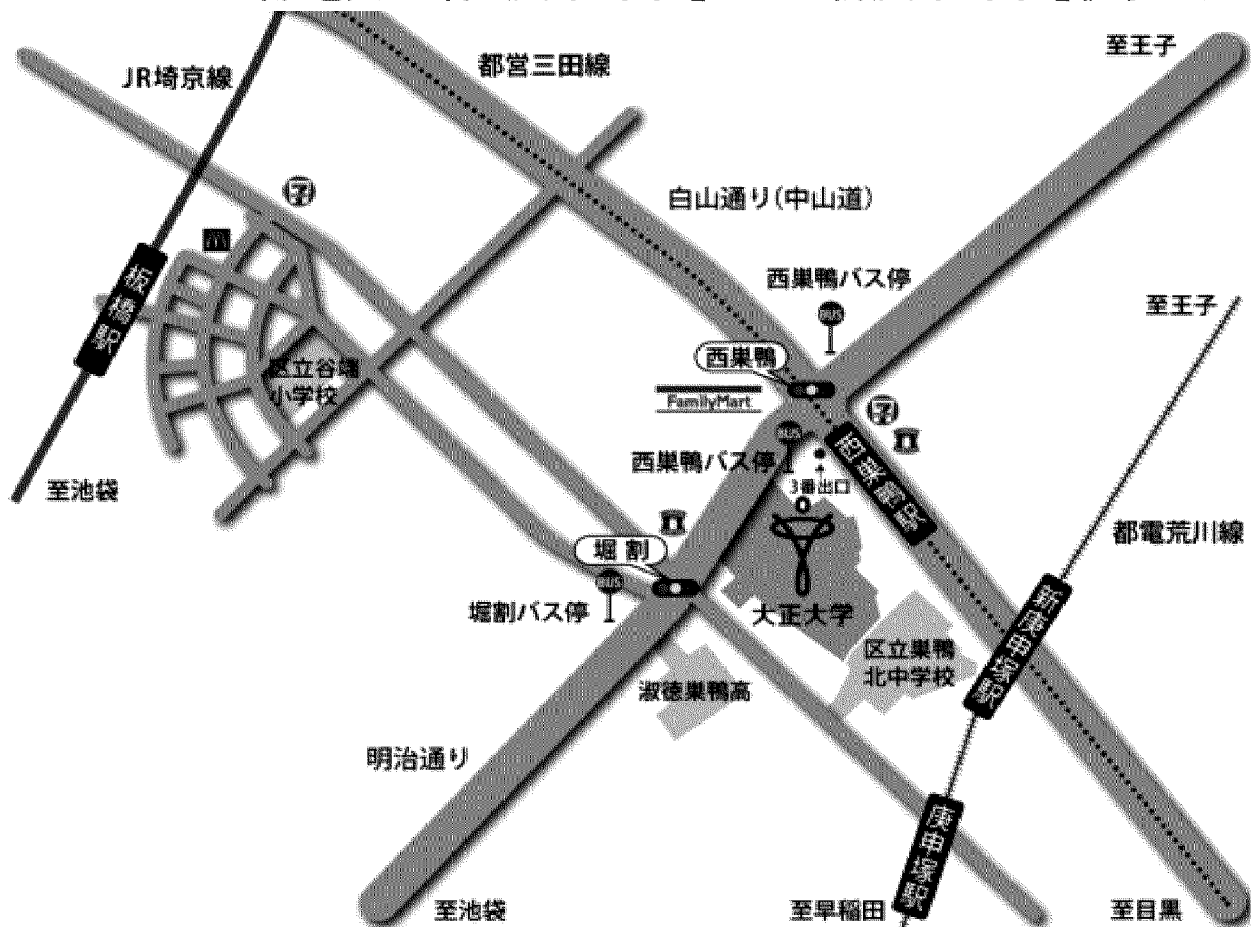 至王子
都営三田線
JR埼京線
白山通り(中山道)
西巣鴨バス停
BUS
至王子
板橋駅
西巣鴨
FamilyMart
区立谷端
小学校
BUS
西巣鴨バス停
西巣鴨駅
3番出口
至池袋
都電荒川線
堀割
BUS
堀割バス停
大正大学
新庚申塚駅
区立巣鴨
北中学校
淑徳巣鴨高
明治通り
庚申塚駅
至池袋
至早稲田
至目黒